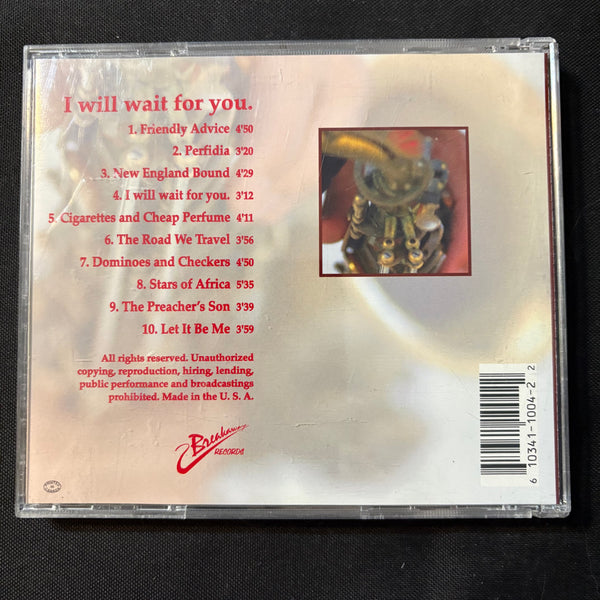 I will wait for you.
1. Friendly Advice 4'50
2. Perfidia 3'20
3. New England Bound 4'29
4. I will wait for you. 3'12
5. Cigarettes and Cheap Perfume 4'11
6. The Road We Travel 3'56
7. Dominoes and Checkers 4'50
8. Stars of Africa 5'35
9. The Preacher's Son 3'39
10. Let It Be Me 3'59
All rights reserved. Unauthorized
copying, reproduction, hiring, lending,
public performance and broadcastings
prohibited. Made in the U. S. A.
Breakaway
RECORDS
6 10341-1004-2 2